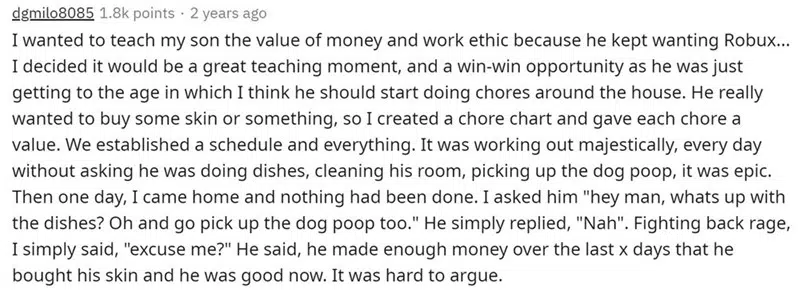 dgmilo8085 1.8k points · 2 years ago
I wanted to teach my son the value of money and work ethic because he kept wanting Robux...
I decided it would be a great teaching moment, and a win-win opportunity as he was just
getting to the age in which I think he should start doing chores around the house. He really
wanted to buy some skin or something, so I created a chore chart and gave each chore a
value. We established a schedule and everything. It was working out majestically, every day
without asking he was doing dishes, cleaning his room, picking up the dog poop, it was epic.
Then one day, I came home and nothing had been done. I asked him "hey man, whats up with
the dishes? Oh and go pick up the dog poop too." He simply replied, "Nah". Fighting back rage,
I simply said, "excuse me?" He said, he made enough money over the last x days that he
bought his skin and he was good now. It was hard to argue.